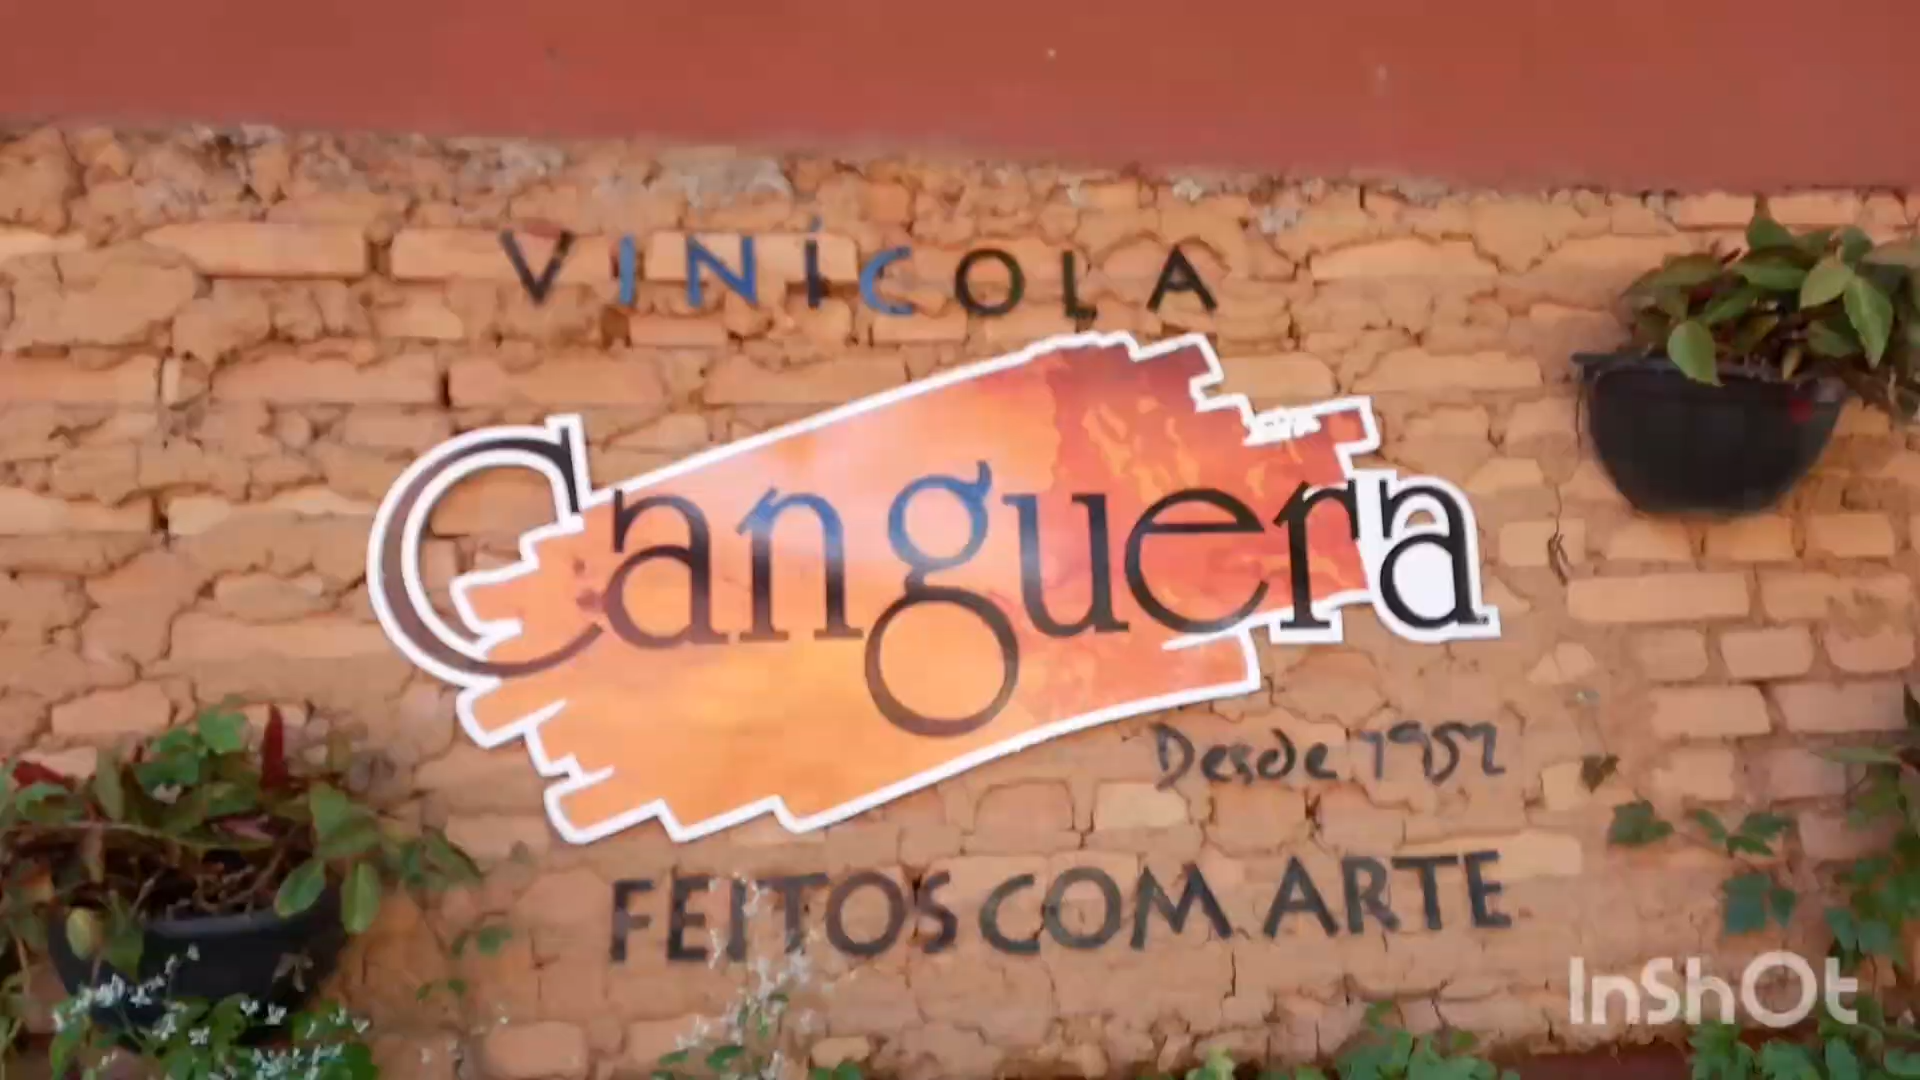 VINÍCOLA
Canguera
Desde 1952
FEITOS COM ARTE
InShOt